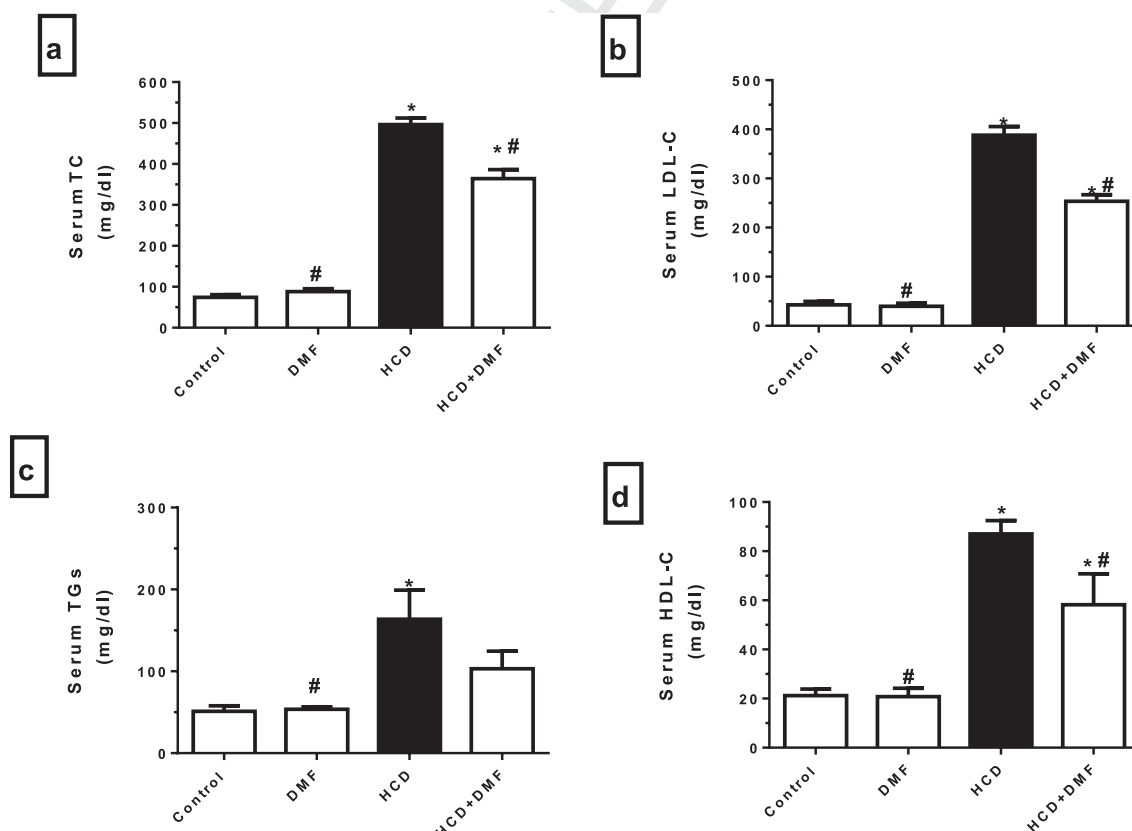 a
600
500
400
300
200
100
0
SerumTC
(mg/dl)
#
*
* #
Control
DMF
HCD
HCD+DMF
b
500
400
300
200
100
0
Serum LDL-C
(mg/dl)
#
*
* #
Control
DMF
HCD
HCD+DMF
c
300
200
100
0
Serum TGs
(mg/dl)
#
*
Control
DMF
HCD
HCD+DMF
d
100
80
60
40
20
0
Serum HDL-C
(mg/dl)
#
*
* #
Control
DMF
HCD
HCD+DMF